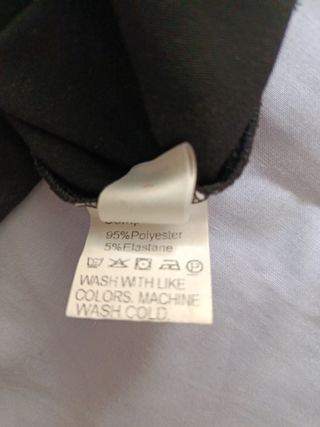 95%Polyester
5%Elastane
WASH WITH LIKE
COLORS. MACHINE
WASH COLD.